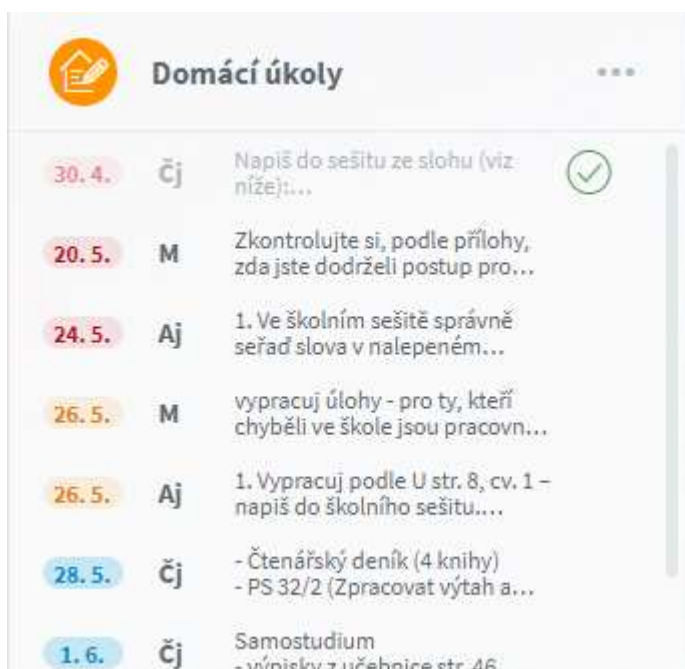 Domácí úkoly
30. 4. Čj Napiš do sešitu ze slohu (viz
níže):...
20. 5. M Zkontrolujte si, podle přílohy,
zda jste dodrželi postup pro...
24. 5. Aj 1. Ve školním sešitě správně
seřaď slova v nalepeném...
26. 5. M vypracuj úlohy - pro ty, kteří
chyběli ve škole jsou pracovn...
26. 5. Aj 1. Vypracuj podle U str. 8, cv. 1 –
napiš do školního sešitu....
28. 5. Čj - Čtenářský deník (4 knihy)
- PS 32/2 (Zpracovat výtah a...
1. 6. Čj Samostudium
- výpisky z učebnice str. 46